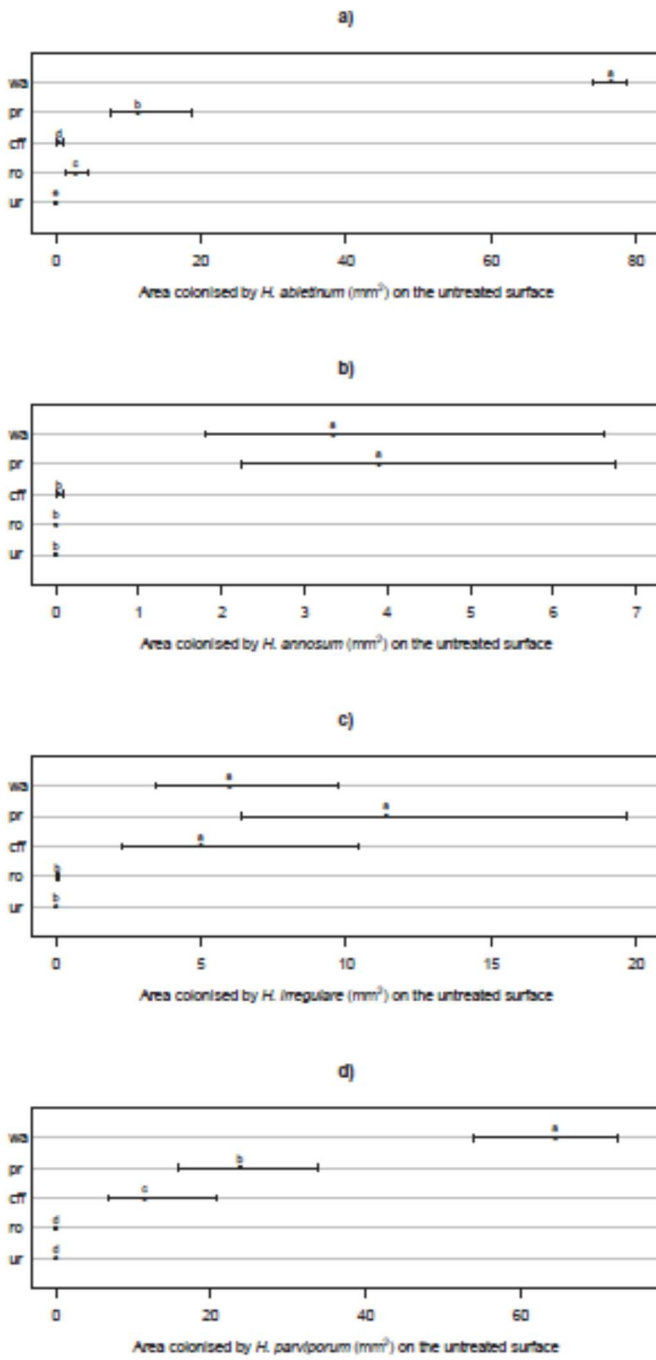 a)
wa
a
pr
b
cff
d
ro
c
ur
e
0 20 40 60 80
Area colonised by H. abietinum (mm²) on the untreated surface
b)
wa
a
pr
a
cff
b
ro
b
ur
b
0 1 2 3 4 5 6 7
Area colonised by H. annosum (mm²) on the untreated surface
c)
wa
a
pr
a
cff
a
ro
b
ur
b
0 5 10 15 20
Area colonised by H. irregulare (mm²) on the untreated surface
d)
wa
a
pr
b
cff
c
ro
d
ur
d
0 20 40 60
Area colonised by H. parviporum (mm²) on the untreated surface